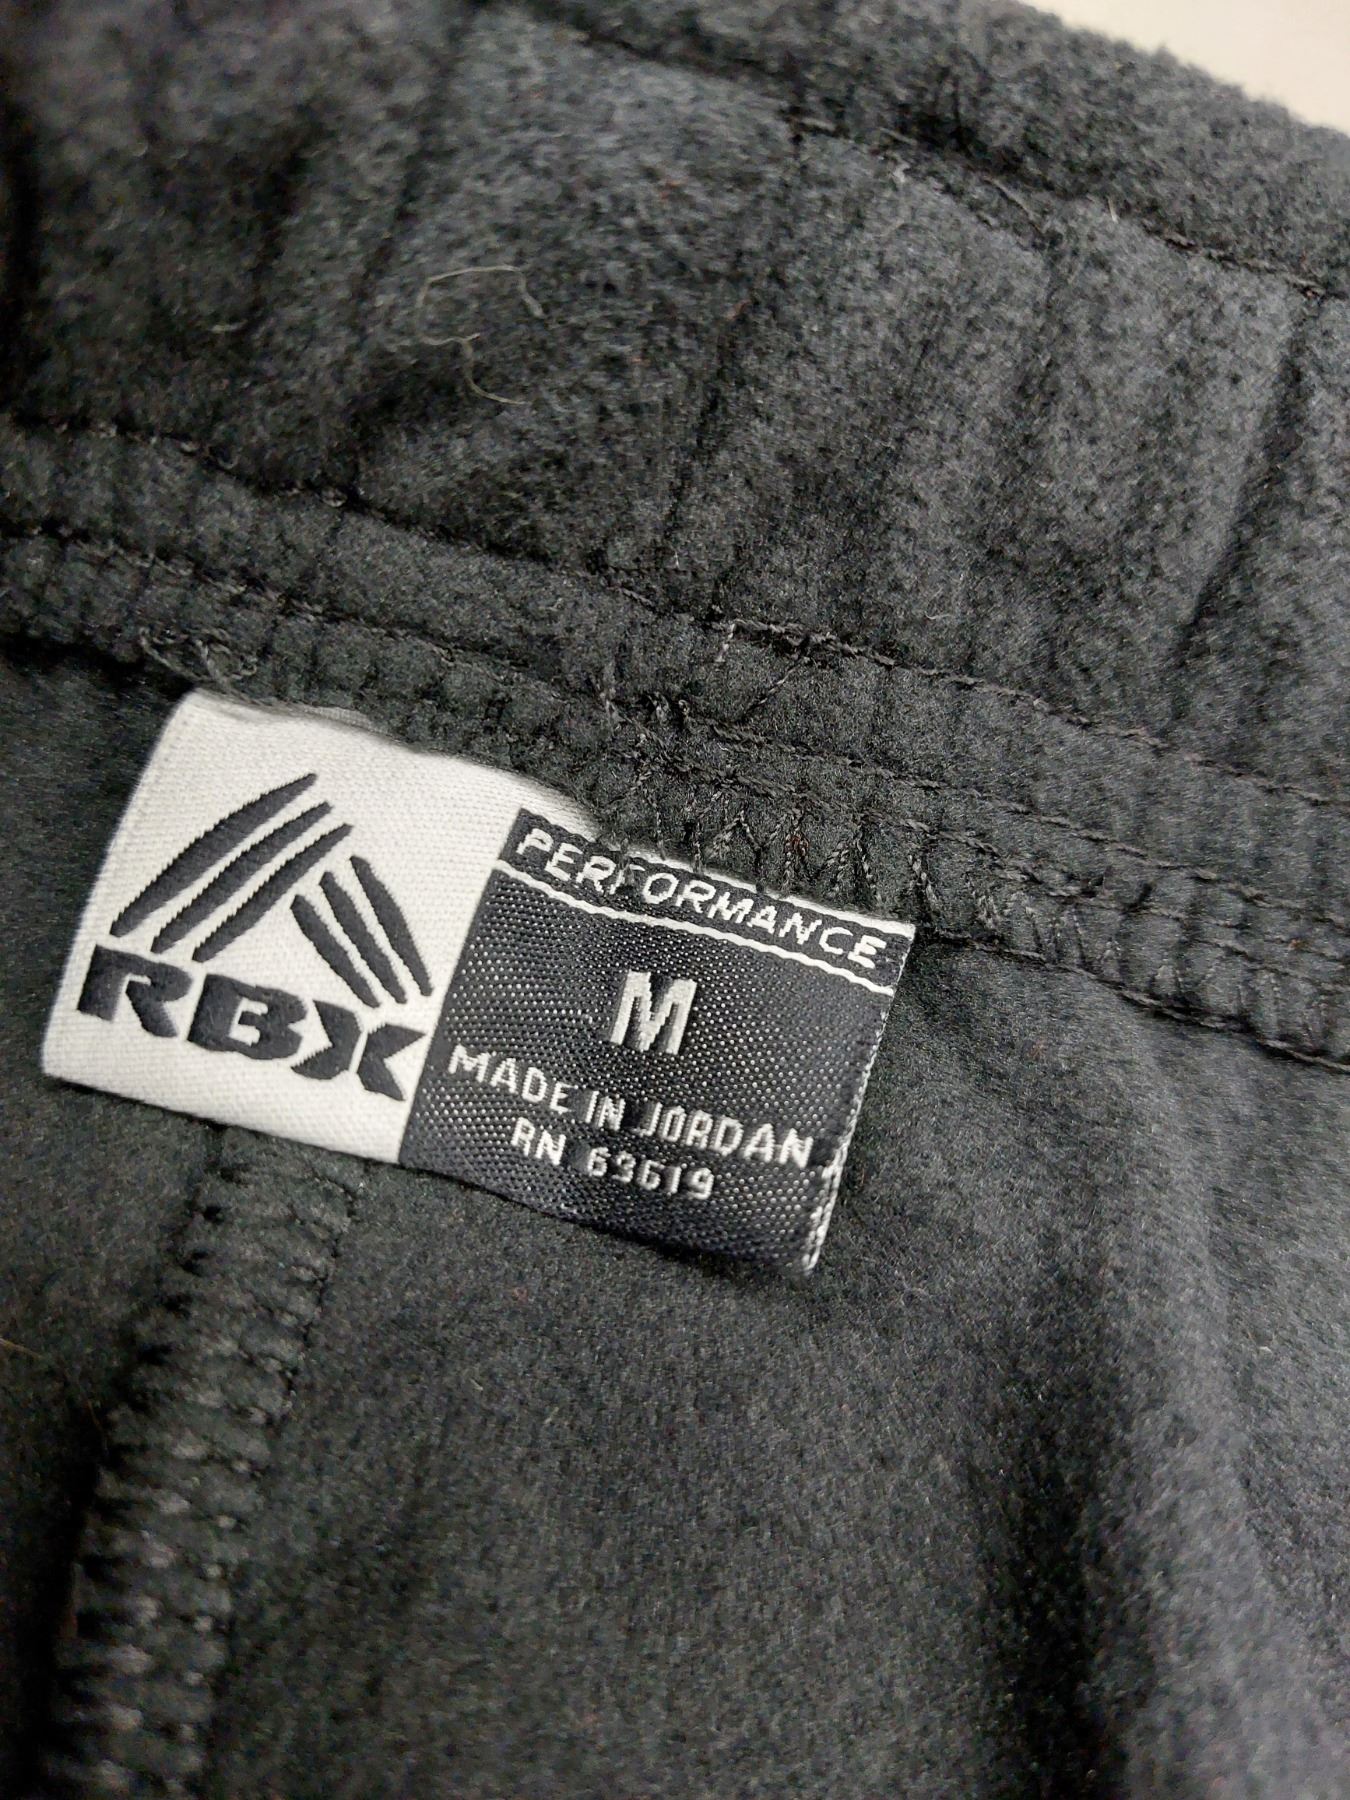 RBX
PERFORMANCE
M
MADE IN JORDAN
RN 63619